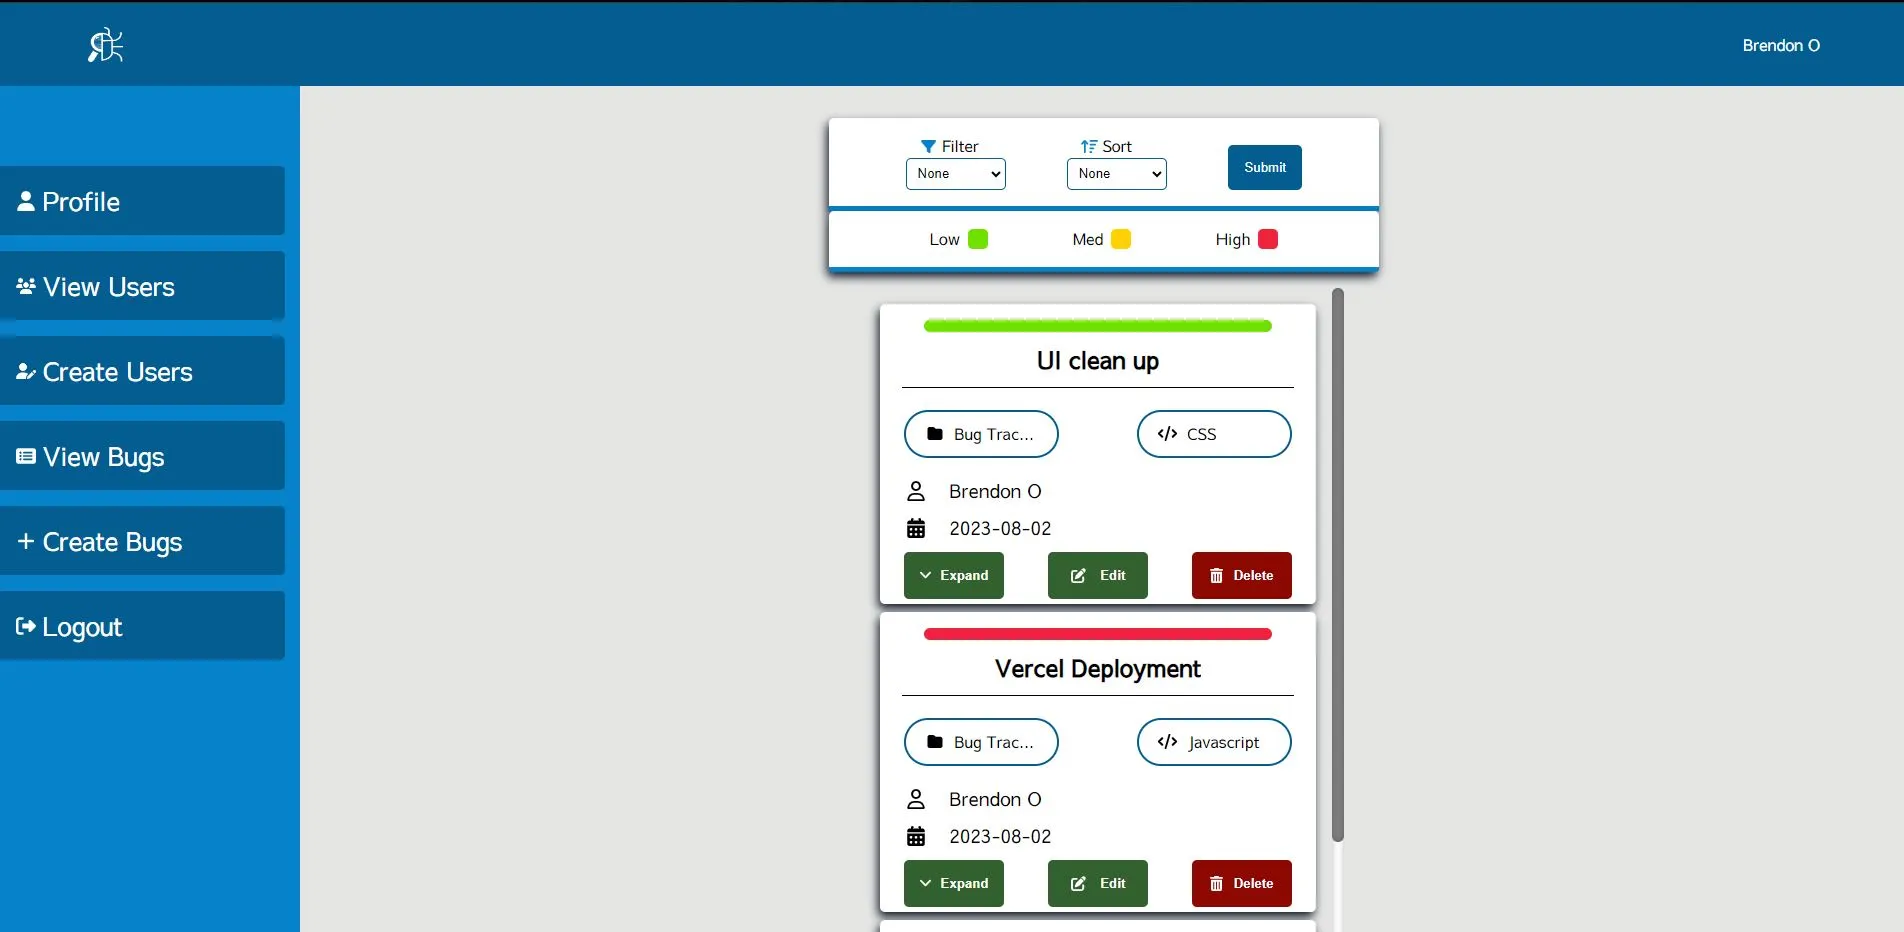 Brendon O
Profile
View Users
Create Users
View Bugs
Create Bugs
Logout
Filter Sort
None None Submit
Low Med High
UI clean up
Bug Trac... CSS
Brendon O
2023-08-02
Expand Edit Delete
Vercel Deployment
Bug Trac... Javascript
Brendon O
2023-08-02
Expand Edit Delete